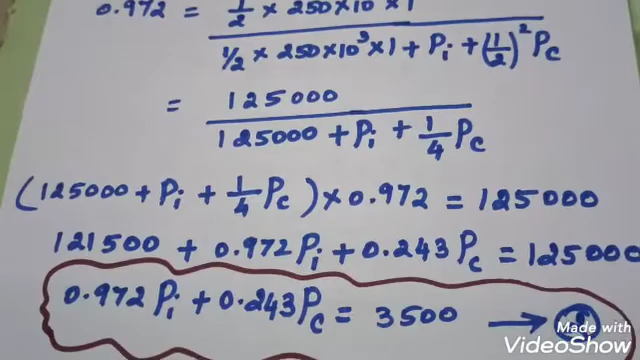 0.972 = 1/2 × 250×10 × 1
1/2 × 250×10³×1 + Pi + (1/2)² Pc
= 125000
125000 + Pi + 1/4 Pc
(125000 + Pi + 1/4 Pc) × 0.972 = 125000
121500 + 0.972 Pi + 0.243 Pc = 125000
0.972 Pi + 0.243 Pc = 3500 →
Made with
VideoShow